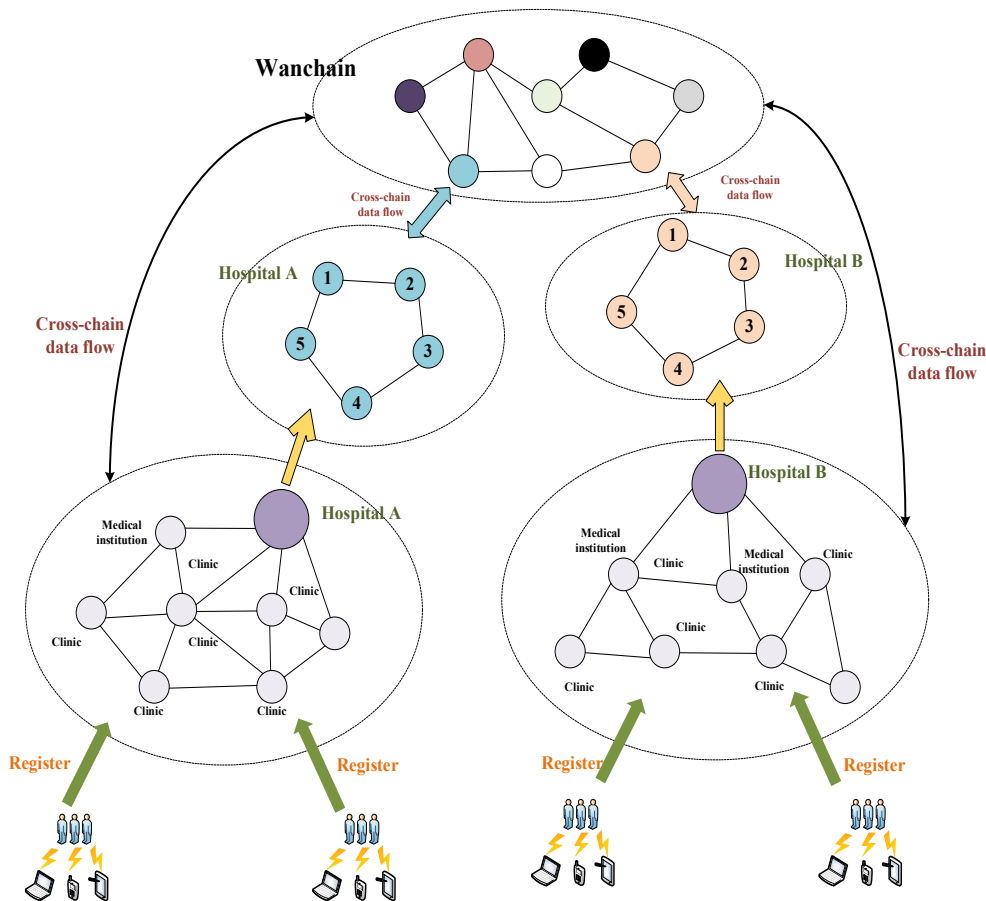 Wanchain
Cross-chain
data flow
Cross-chain
data flow
Hospital A
1
2
3
4
5
Hospital B
1
2
3
4
5
Cross-chain
data flow
Cross-chain
data flow
Hospital A
Medical
institution
Clinic
Clinic
Clinic
Clinic
Clinic
Clinic
Hospital B
Medical
institution
Clinic
Medical
institution
Clinic
Clinic
Clinic
Clinic
Register
Register
Register
Register